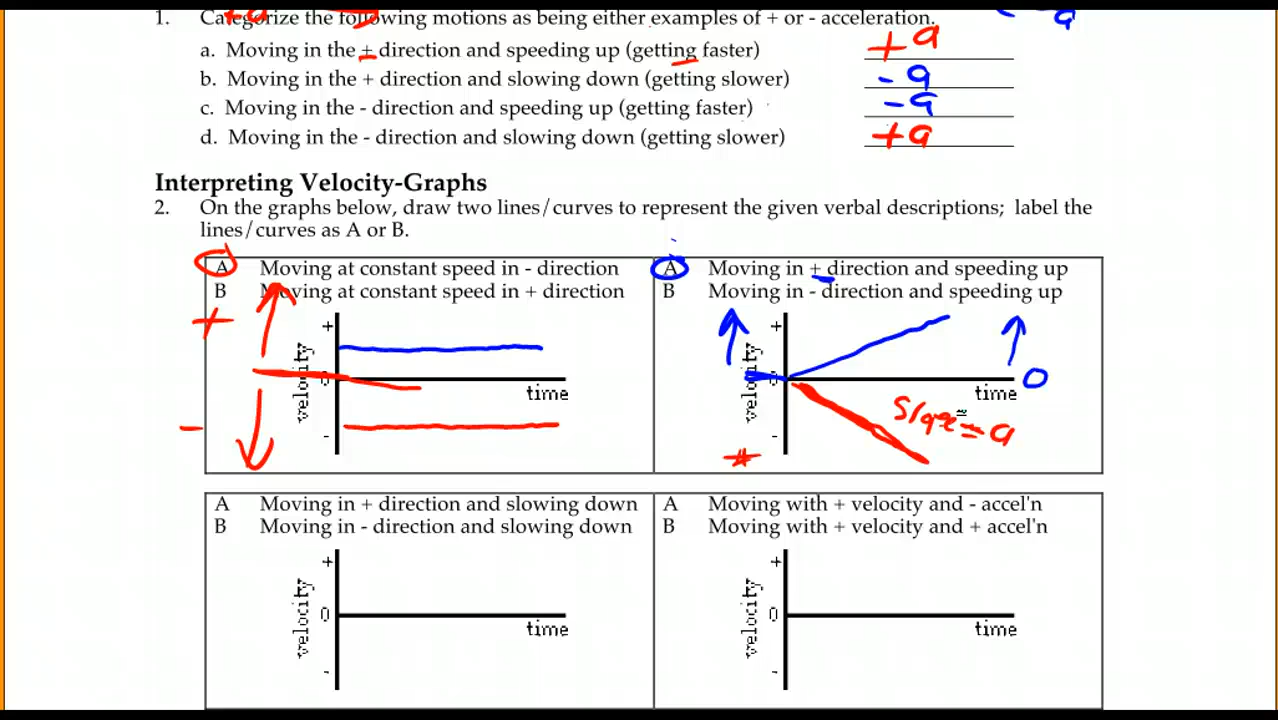 1. Categorize the following motions as being either examples of + or - acceleration.
a. Moving in the + direction and speeding up (getting faster) +a
b. Moving in the + direction and slowing down (getting slower) -a
c. Moving in the - direction and speeding up (getting faster) -a
d. Moving in the - direction and slowing down (getting slower) +a
Interpreting Velocity-Graphs
2. On the graphs below, draw two lines/curves to represent the given verbal descriptions; label the
lines/curves as A or B.
A Moving at constant speed in - direction
B Moving at constant speed in + direction
+
+
velocity
0
time
-
-
A Moving in + direction and speeding up
B Moving in - direction and speeding up
+
velocity
0
time
0
slope = a
-
A Moving in + direction and slowing down
B Moving in - direction and slowing down
+
velocity
0
time
-
A Moving with + velocity and - accel'n
B Moving with + velocity and + accel'n
+
velocity
0
time
-